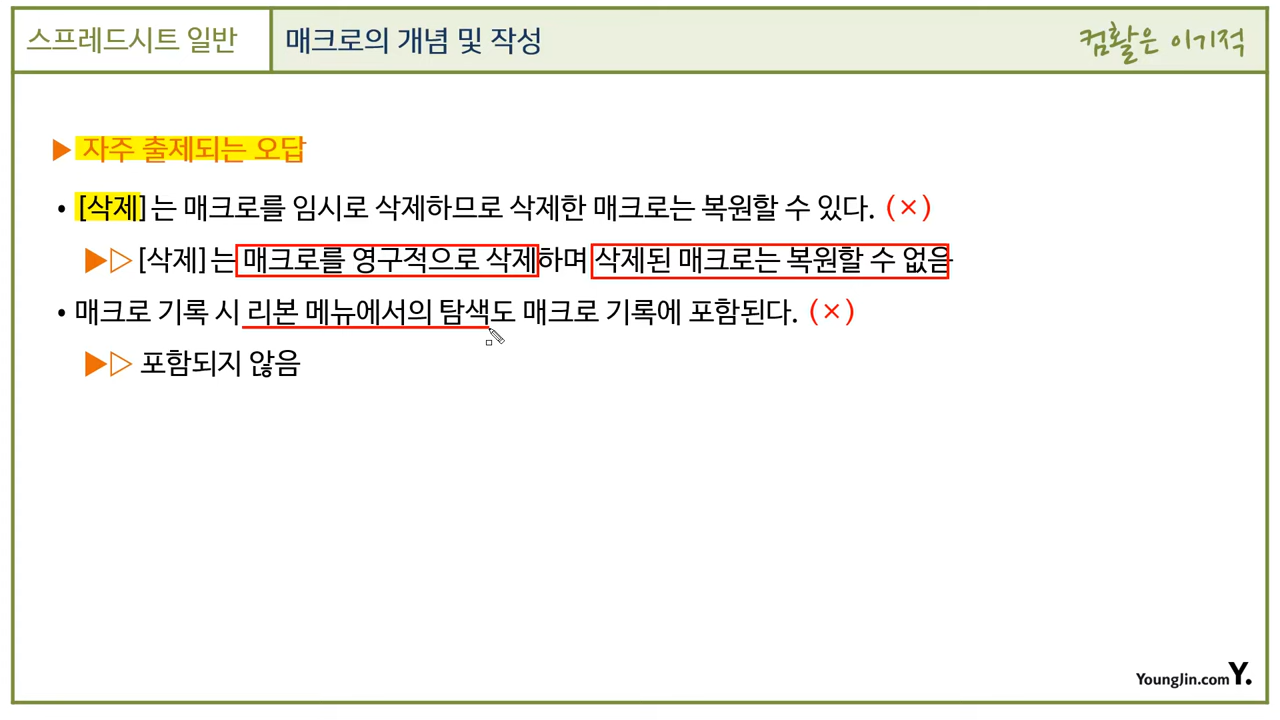 스프레드시트 일반
매크로의 개념 및 작성
컴활은 이기적
▶ 자주 출제되는 오답
• [삭제]는 매크로를 임시로 삭제하므로 삭제한 매크로는 복원할 수 있다. (×)
▶▷ [삭제]는 매크로를 영구적으로 삭제하며 삭제된 매크로는 복원할 수 없음
• 매크로 기록 시 리본 메뉴에서의 탐색도 매크로 기록에 포함된다. (×)
▶▷ 포함되지 않음
YoungJin.com Y.